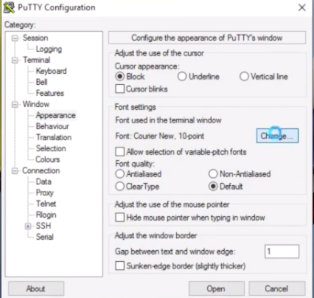 PuTTY Configuration
Category:
Session
Logging
Terminal
Keyboard
Bell
Features
Window
Appearance
Behaviour
Translation
Selection
Colours
Connection
Data
Proxy
Telnet
Rlogin
SSH
Serial
Configure the appearance of PuTTY's window
Adjust the use of the cursor
Cursor appearance:
Block Underline Vertical line
Cursor blinks
Font settings
Font used in the terminal window
Font: Courier New, 10-point Change...
Allow selection of variable-pitch fonts
Font quality:
Antialiased Non-Antialiased
ClearType Default
Adjust the use of the mouse pointer
Hide mouse pointer when typing in window
Adjust the window border
Gap between text and window edge: 1
Sunken-edge border (slightly thicker)
About Open Cancel